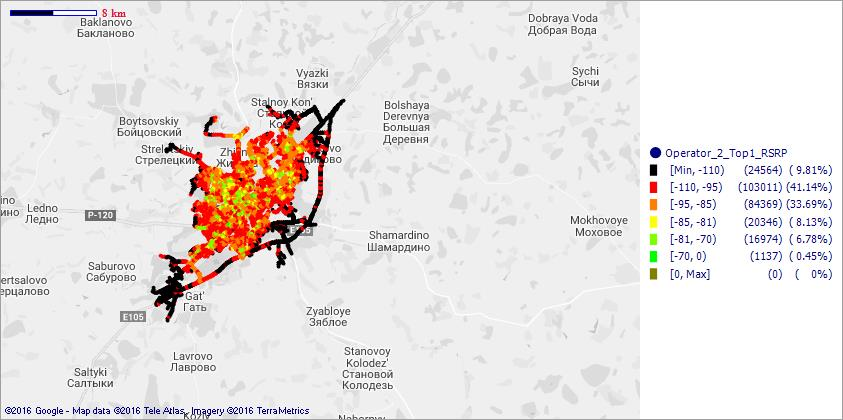 8 km
Baklanovo
Бакланово
Dobraya Voda
Добрая Вода
Vyazki
Вязки
Sychi
Сычи
Stalnoy Kon'
Bolshaya
Derevnya
Большая
Деревня
Boytsovskiy
Бойцовский
Streletskiy
Стрелецкий
Ledno
Ледно
P-120
Mokhovoye
Моховое
Shamardino
Шамардино
Saburovo
Сабурово
Gat'
Гать
E105
Zyabloye
Зяблое
Lavrovo
Лаврово
Stanovoy
Kolodez'
Становой
Колодезь
Saltyki
Салтыки
©2016 Google - Map data ©2016 Tele Atlas, Imagery ©2016 TerraMetrics
Operator_2_Top1_RSRP
[Min, -110) (24564) ( 9.81%)
[-110, -95) (103011) (41.14%)
[-95, -85) (84369) (33.69%)
[-85, -81) (20346) ( 8.13%)
[-81, -70) (16974) ( 6.78%)
[-70, 0) (1137) ( 0.45%)
[0, Max] (0) ( 0%)